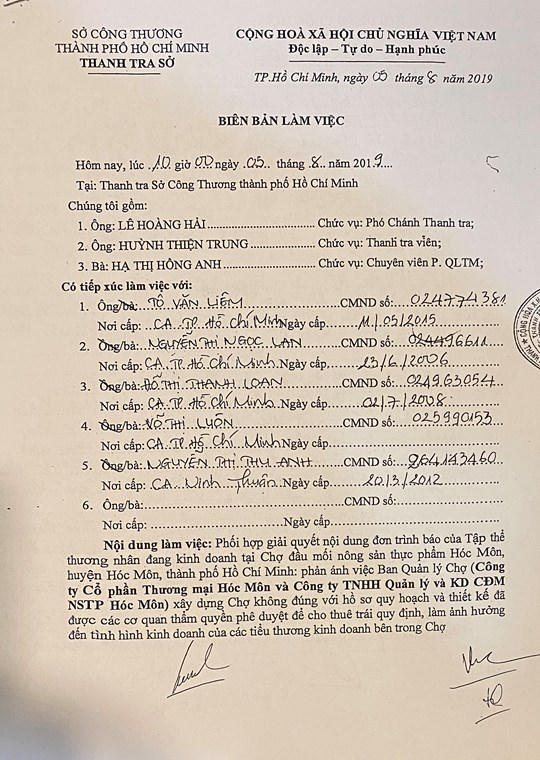 SỞ CÔNG THƯƠNG
THÀNH PHỐ HỒ CHÍ MINH
THANH TRA SỞ
CỘNG HOÀ XÃ HỘI CHỦ NGHĨA VIỆT NAM
Độc lập – Tự do – Hạnh phúc
TP.Hồ Chí Minh, ngày 05 tháng 8 năm 2019
BIÊN BẢN LÀM VIỆC
Hôm nay, lúc .10 giờ 00 ngày .05. tháng .8. năm 2019....
Tại: Thanh tra Sở Công Thương thành phố Hồ Chí Minh
Chúng tôi gồm:
1. Ông: LÊ HOÀNG HẢI.............................. Chức vụ: Phó Chánh Thanh tra;
2. Ông: HUỲNH THIỆN TRUNG .................. Chức vụ: Thanh tra viên;
3. Bà: HẠ THỊ HỒNG ANH ......................... Chức vụ: Chuyên viên P. QLTM;
Có tiếp xúc làm việc với:
1. Ông/bà: TÔ VĂN LIÊM CMND số: 024774381
Nơi cấp: CA. TP. Hồ Chí Minh Ngày cấp 11/05/2015
2. Ông/bà: NGUYỄN THỊ NGỌC LAN CMND số: 024496611
Nơi cấp: CA. TP. Hồ Chí Minh Ngày cấp 23/6/2006
3. Ông/bà: ĐỖ THỊ THANH LOAN CMND số: 024963054
Nơi cấp: CA. TP. Hồ Chí Minh Ngày cấp 02/7/2008
4. Ông/bà: VÕ THỊ LUÔN CMND số: 025990153
Nơi cấp: CA. TP. Hồ Chí Minh Ngày cấp
5. Ông/bà: NGUYỄN THỊ THU ANH CMND số: 264143460
Nơi cấp: CA Ninh Thuận Ngày cấp 20/3/2012
6. Ông/bà: CMND số:
Nơi cấp: Ngày cấp
Nội dung làm việc: Phối hợp giải quyết nội dung đơn trình báo của Tập thể
thương nhân đang kinh doanh tại Chợ đầu mối nông sản thực phẩm Hóc Môn,
huyện Hóc Môn, thành phố Hồ Chí Minh: phản ánh việc Ban Quản lý Chợ (Công
ty Cổ phần Thương mại Hóc Môn và Công ty TNHH Quản lý và KD CĐM
NSTP Hóc Môn) xây dựng Chợ không đúng với hồ sơ quy hoạch và thiết kế đã
được các cơ quan thẩm quyền phê duyệt để cho thuê trái quy định, làm ảnh hưởng
đến tình hình kinh doanh của các tiểu thương kinh doanh bên trong Chợ